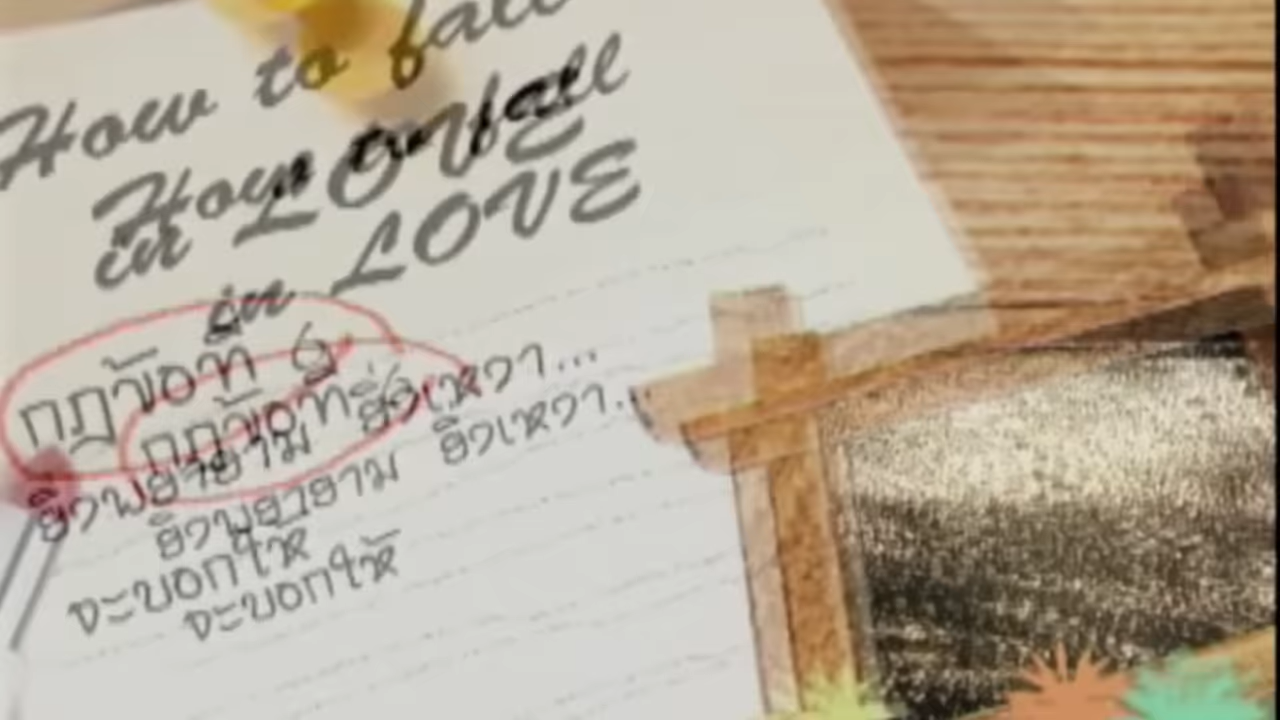 How to fall
in LOVE
กฎข้อที่ 6
ยิ่งพยายาม ยิ่งเหงา...
จะบอกให้